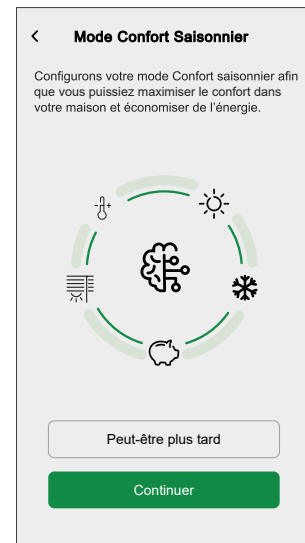 Mode Confort Saisonnier
Configurons votre mode Confort saisonnier afin
que vous puissiez maximiser le confort dans
votre maison et économiser de l’énergie.
Peut-être plus tard
Continuer